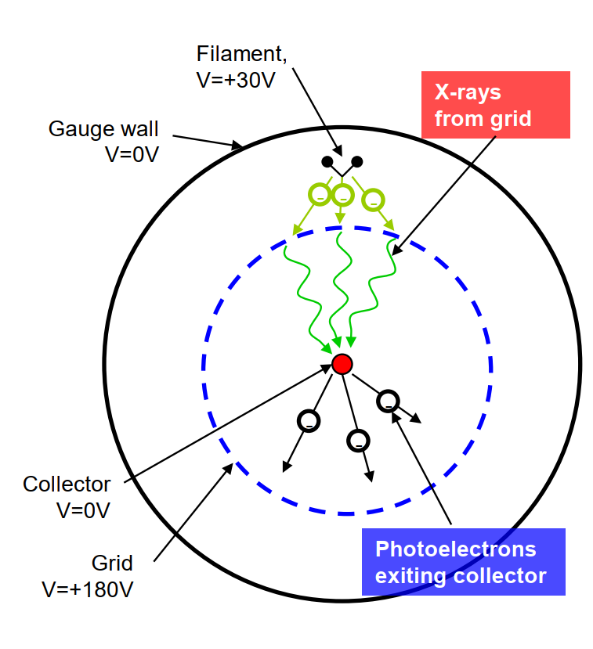 Filament,
V=+30V
X-rays
from grid
Gauge wall
V=0V
-
-
-
-
-
-
Collector
V=0V
Photoelectrons
exiting collector
Grid
V=+180V